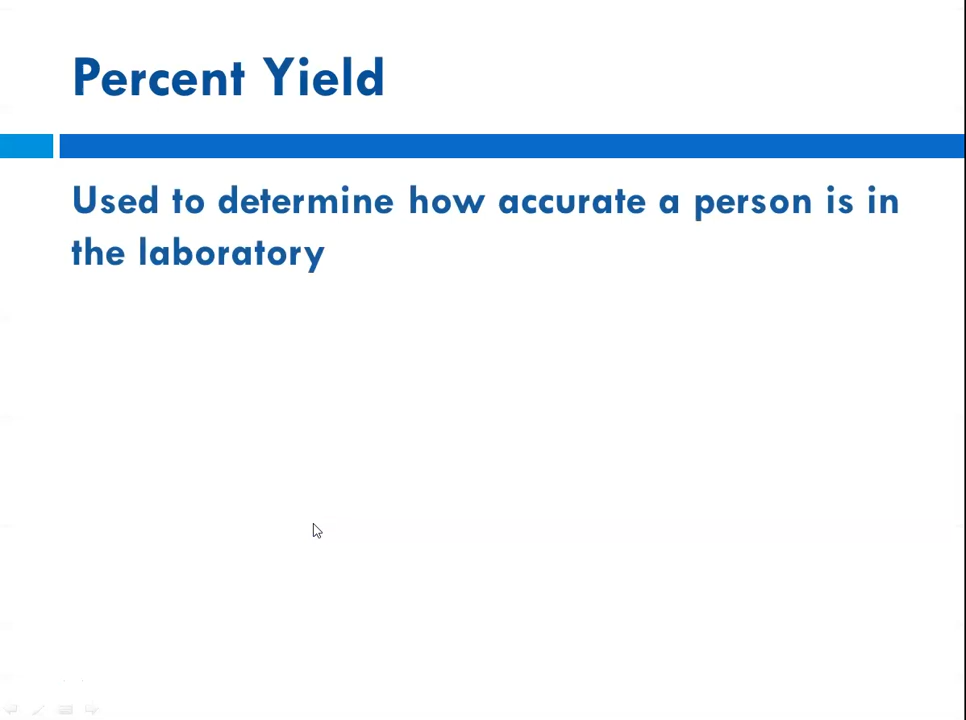 Percent Yield
Used to determine how accurate a person is in
the laboratory